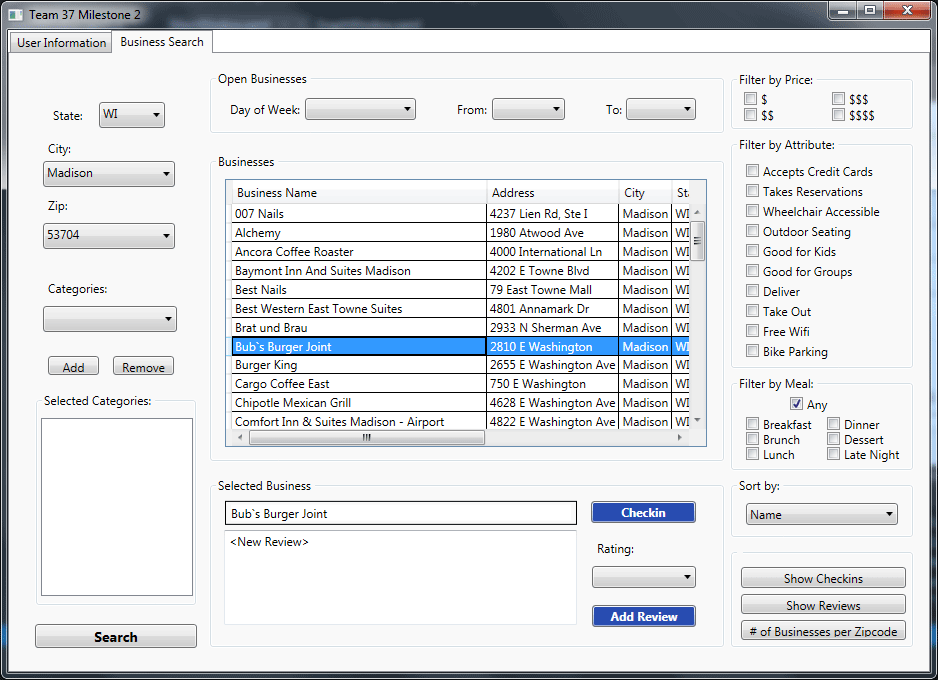 Team 37 Milestone 2
User Information
Business Search
State:
WI
City:
Madison
Zip:
53704
Categories:
Add
Remove
Selected Categories:
Search
Open Businesses
Day of Week:
From:
To:
Businesses
Business Name Address City St
007 Nails 4237 Lien Rd, Ste I Madison WI
Alchemy 1980 Atwood Ave Madison WI
Ancora Coffee Roaster 4000 International Ln Madison WI
Baymont Inn And Suites Madison 4202 E Towne Blvd Madison WI
Best Nails 79 East Towne Mall Madison WI
Best Western East Towne Suites 4801 Annamark Dr Madison WI
Brat und Brau 2933 N Sherman Ave Madison WI
Bub`s Burger Joint 2810 E Washington Madison WI
Burger King 2655 E Washington Ave Madison WI
Cargo Coffee East 750 E Washington Madison WI
Chipotle Mexican Grill 4628 E Washington Ave Madison WI
Comfort Inn & Suites Madison - Airport 4822 E Washington Ave Madison WI
Selected Business
Bub`s Burger Joint
Checkin
<New Review>
Rating:
Add Review
Filter by Price:
$ $$$
$$ $$$$
Filter by Attribute:
Accepts Credit Cards
Takes Reservations
Wheelchair Accessible
Outdoor Seating
Good for Kids
Good for Groups
Deliver
Take Out
Free Wifi
Bike Parking
Filter by Meal:
Any
Breakfast Dinner
Brunch Dessert
Lunch Late Night
Sort by:
Name
Show Checkins
Show Reviews
# of Businesses per Zipcode